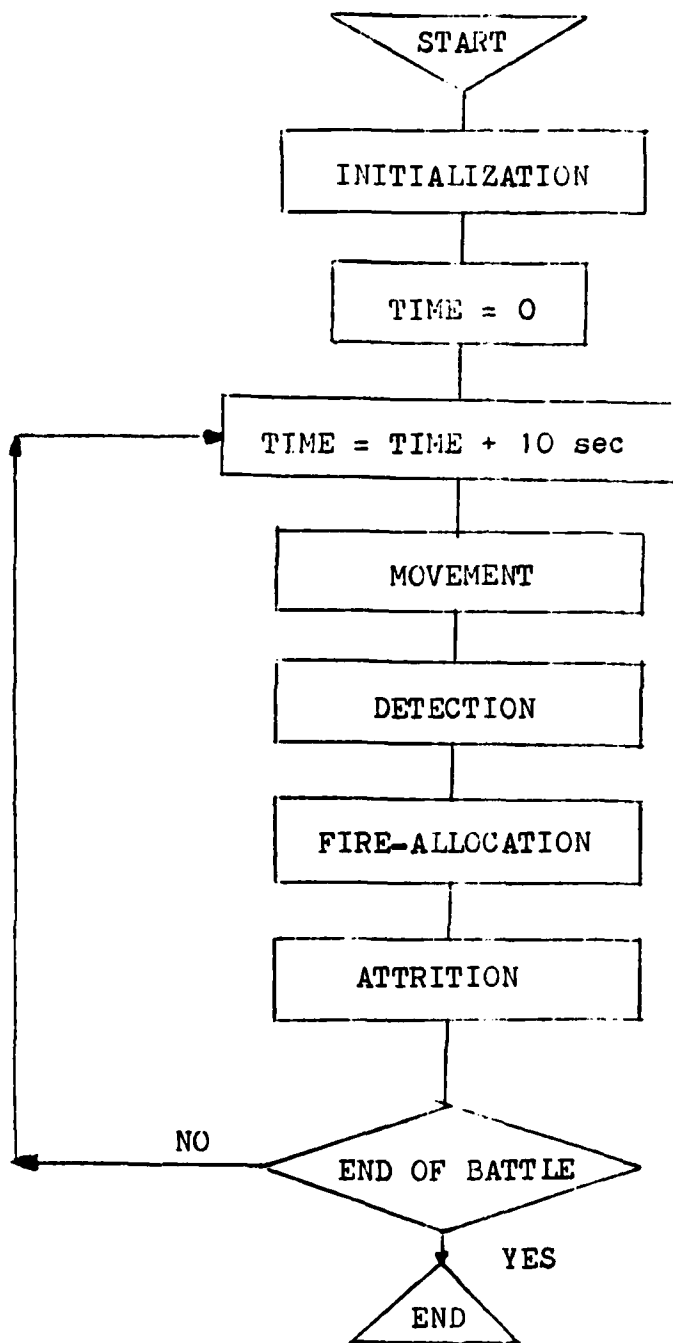 START
INITIALIZATION
TIME = 0
TIME = TIME + 10 sec
MOVEMENT
DETECTION
FIRE-ALLOCATION
ATTRITION
NO
END OF BATTLE
YES
END